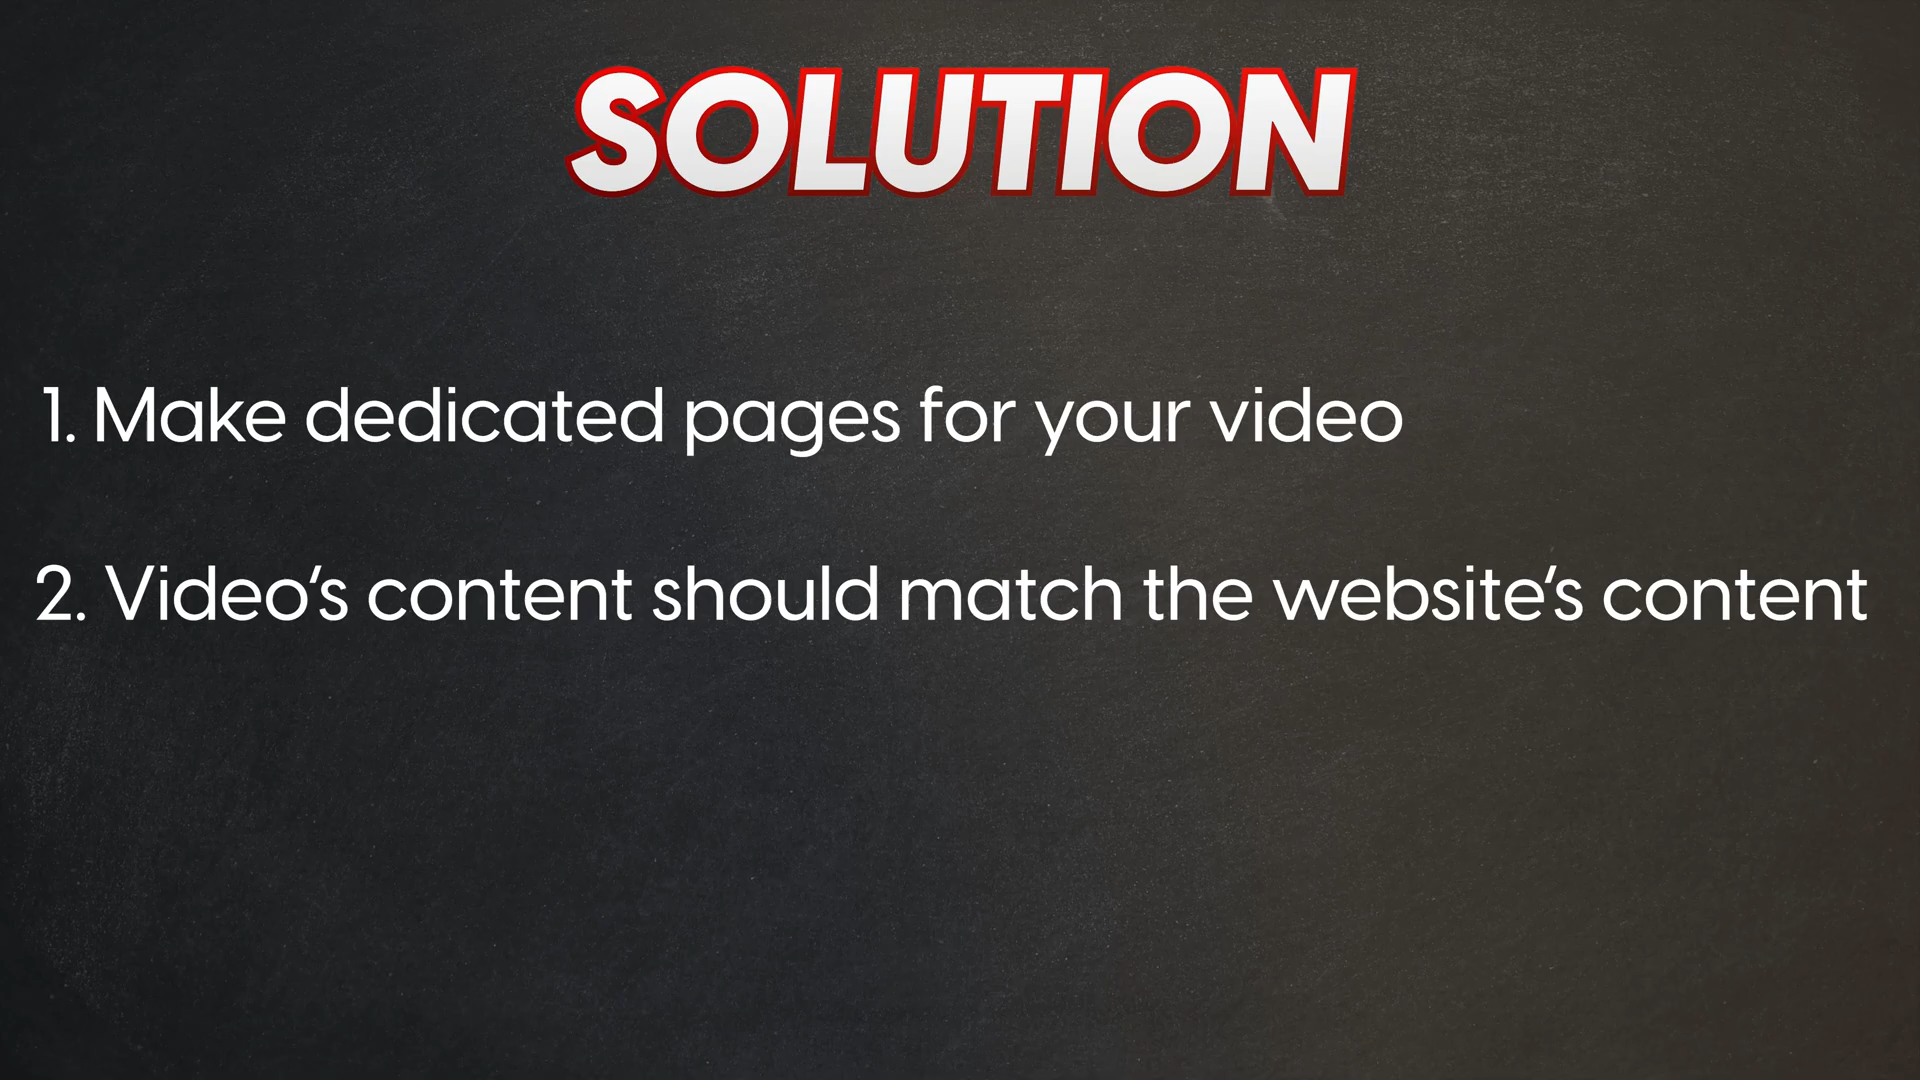 SOLUTION
1. Make dedicated pages for your video
2. Video‘s content should match the website‘s content